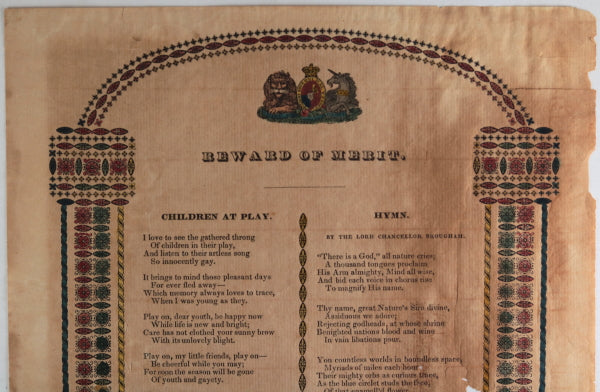 REWARD OF MERIT.
CHILDREN AT PLAY.
I love to see the gathered throng
Of children in their play,
And listen to their artless song
So innocently gay.
It brings to mind those pleasant days
For ever fled away—
Which memory always loves to trace,
When I was young as they.
Play on, dear youth, be happy now
While life is new and bright;
Care has not clothed your sunny brow
With its unlovely blight.
Play on, my little friends, play on—
Be cheerful while you may;
For soon the season will be gone
Of youth and gayety.
HYMN.
BY THE LORD CHANCELLOR BROUGHAM.
"There is a God," all nature cries;
A thousand tongues proclaim
His Arm almighty, Mind all wise,
And bid each voice in chorus rise
To magnify His name.
Thy name, great Nature's Sire divine,
Assiduous we adore;
Rejecting godheads, at whose shrine
Benighted nations blood and wine
In vain libations pour.
You countless worlds in boundless space,
Myriads of miles each hour
Their mighty orbs as curious trace,
As the blue circlet studs the face
Of that enamell'd flower